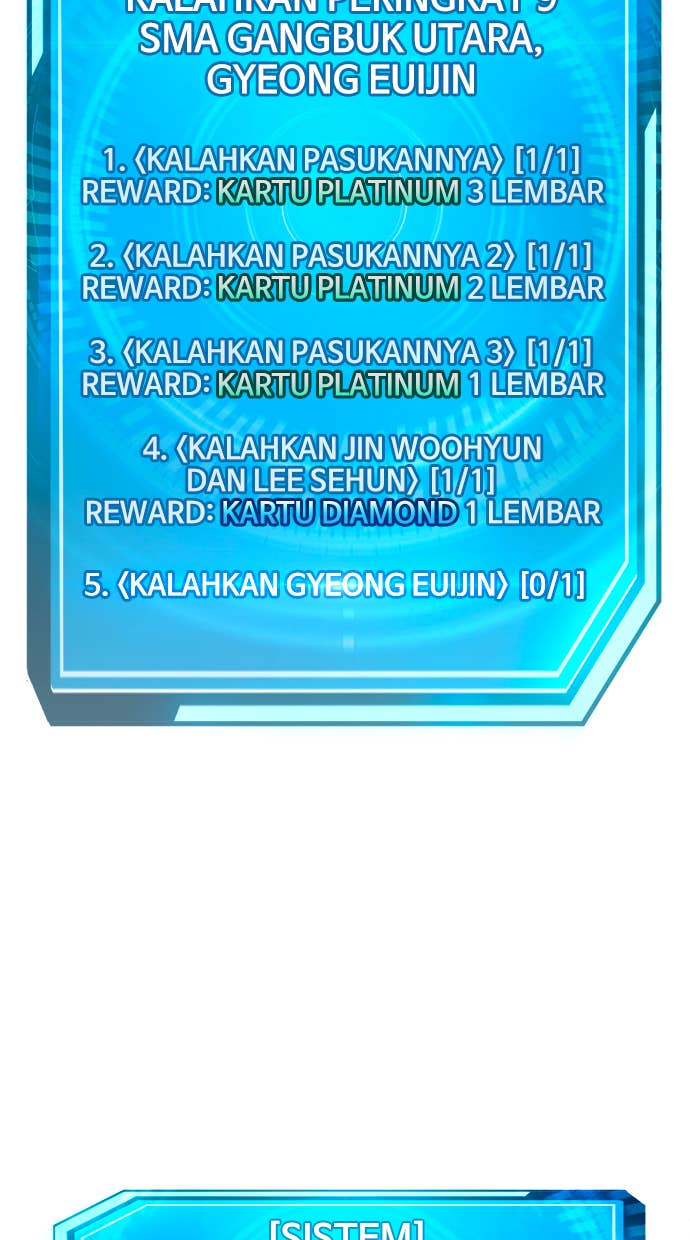 KALAHKAN PERINGKAT 9
SMA GANGBUK UTARA,
GYEONG EUIJIN
1. 〈KALAHKAN PASUKANNYA〉 [1/1]
REWARD: KARTU PLATINUM 3 LEMBAR
2. 〈KALAHKAN PASUKANNYA 2〉 [1/1]
REWARD: KARTU PLATINUM 2 LEMBAR
3. 〈KALAHKAN PASUKANNYA 3〉 [1/1]
REWARD: KARTU PLATINUM 1 LEMBAR
4. 〈KALAHKAN JIN WOOHYUN
DAN LEE SEHUN〉 [1/1]
REWARD: KARTU DIAMOND 1 LEMBAR
5. 〈KALAHKAN GYEONG EUIJIN〉 [0/1]
[SISTEM]